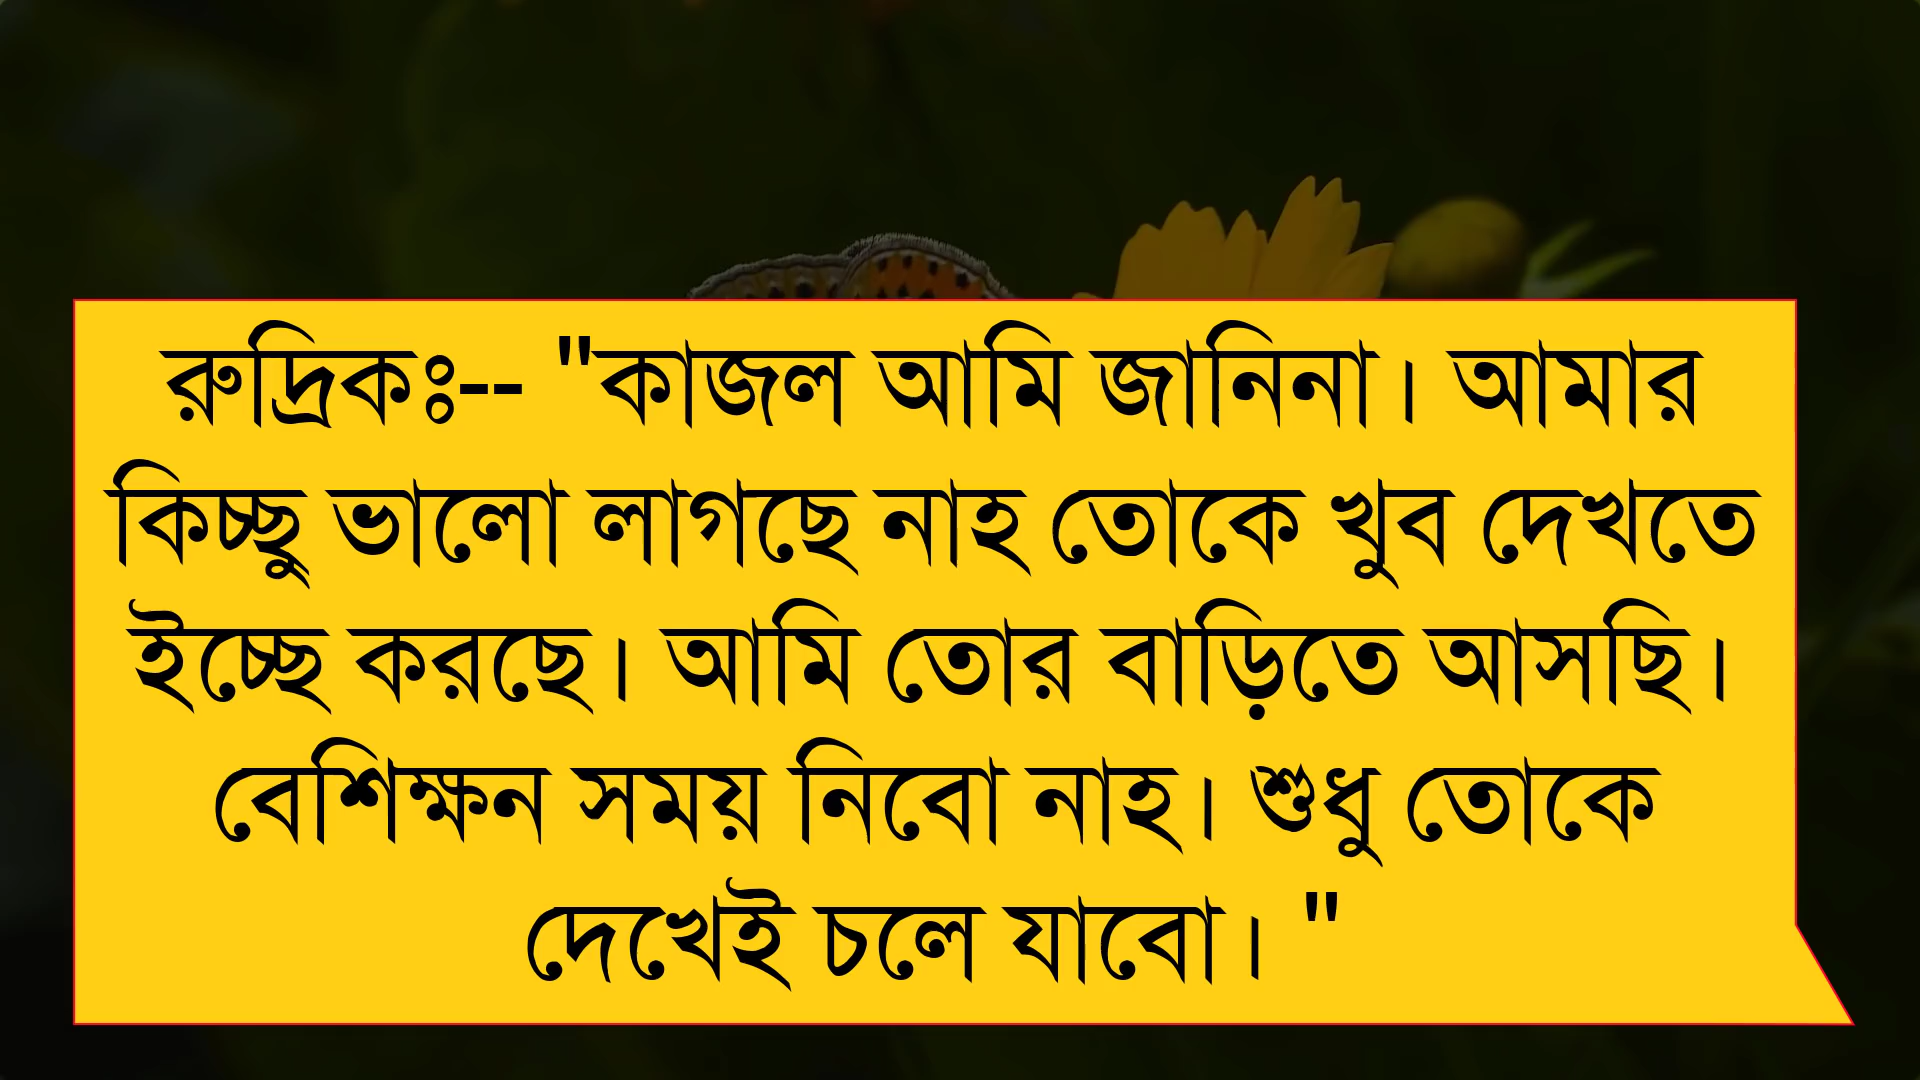 রুদ্রিকঃ-- "কাজল আমি জানিনা। আমার
কিচ্ছু ভালো লাগছে নাহ তোকে খুব দেখতে
ইচ্ছে করছে। আমি তোর বাড়িতে আসছি।
বেশিক্ষন সময় নিবো নাহ। শুধু তোকে
দেখেই চলে যাবো। "